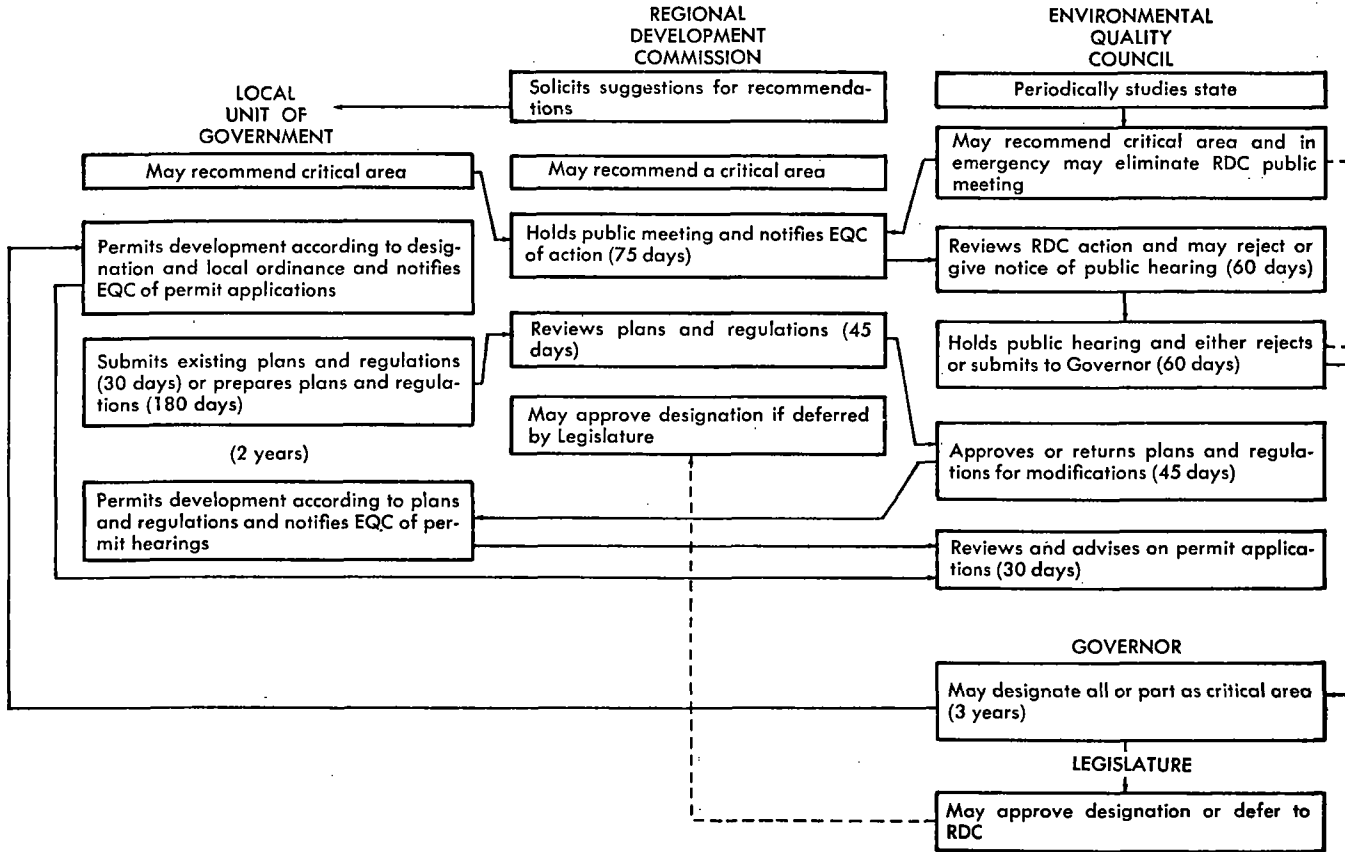 REGIONAL
DEVELOPMENT
COMMISSION
ENVIRONMENTAL
QUALITY
COUNCIL
LOCAL
UNIT OF
GOVERNMENT
Solicits suggestions for recommenda-
tions
Periodically studies state
May recommend critical area
May recommend a critical area
May recommend critical area and in
emergency may eliminate RDC public
meeting
Permits development according to desig-
nation and local ordinance and notifies
EQC of permit applications
Holds public meeting and notifies EQC
of action (75 days)
Reviews RDC action and may reject or
give notice of public hearing (60 days)
Submits existing plans and regulations
(30 days) or prepares plans and regula-
tions (180 days)
Reviews plans and regulations (45
days)
Holds public hearing and either rejects
or submits to Governor (60 days)
May approve designation if deferred
by Legislature
(2 years)
Approves or returns plans and regula-
tions for modifications (45 days)
Permits development according to plans
and regulations and notifies EQC of per-
mit hearings
Reviews and advises on permit applica-
tions (30 days)
GOVERNOR
May designate all or part as critical area
(3 years)
LEGISLATURE
May approve designation or defer to
RDC